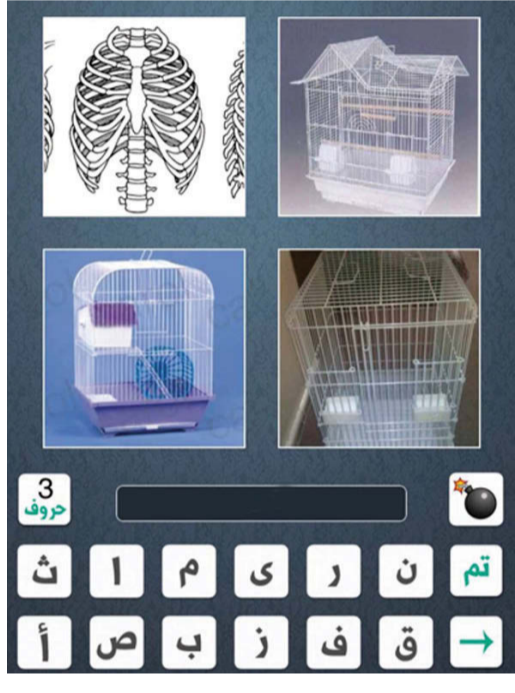 3
حروف
تم ن ر ى م ا ث
→ ق ف ز ب ص أ